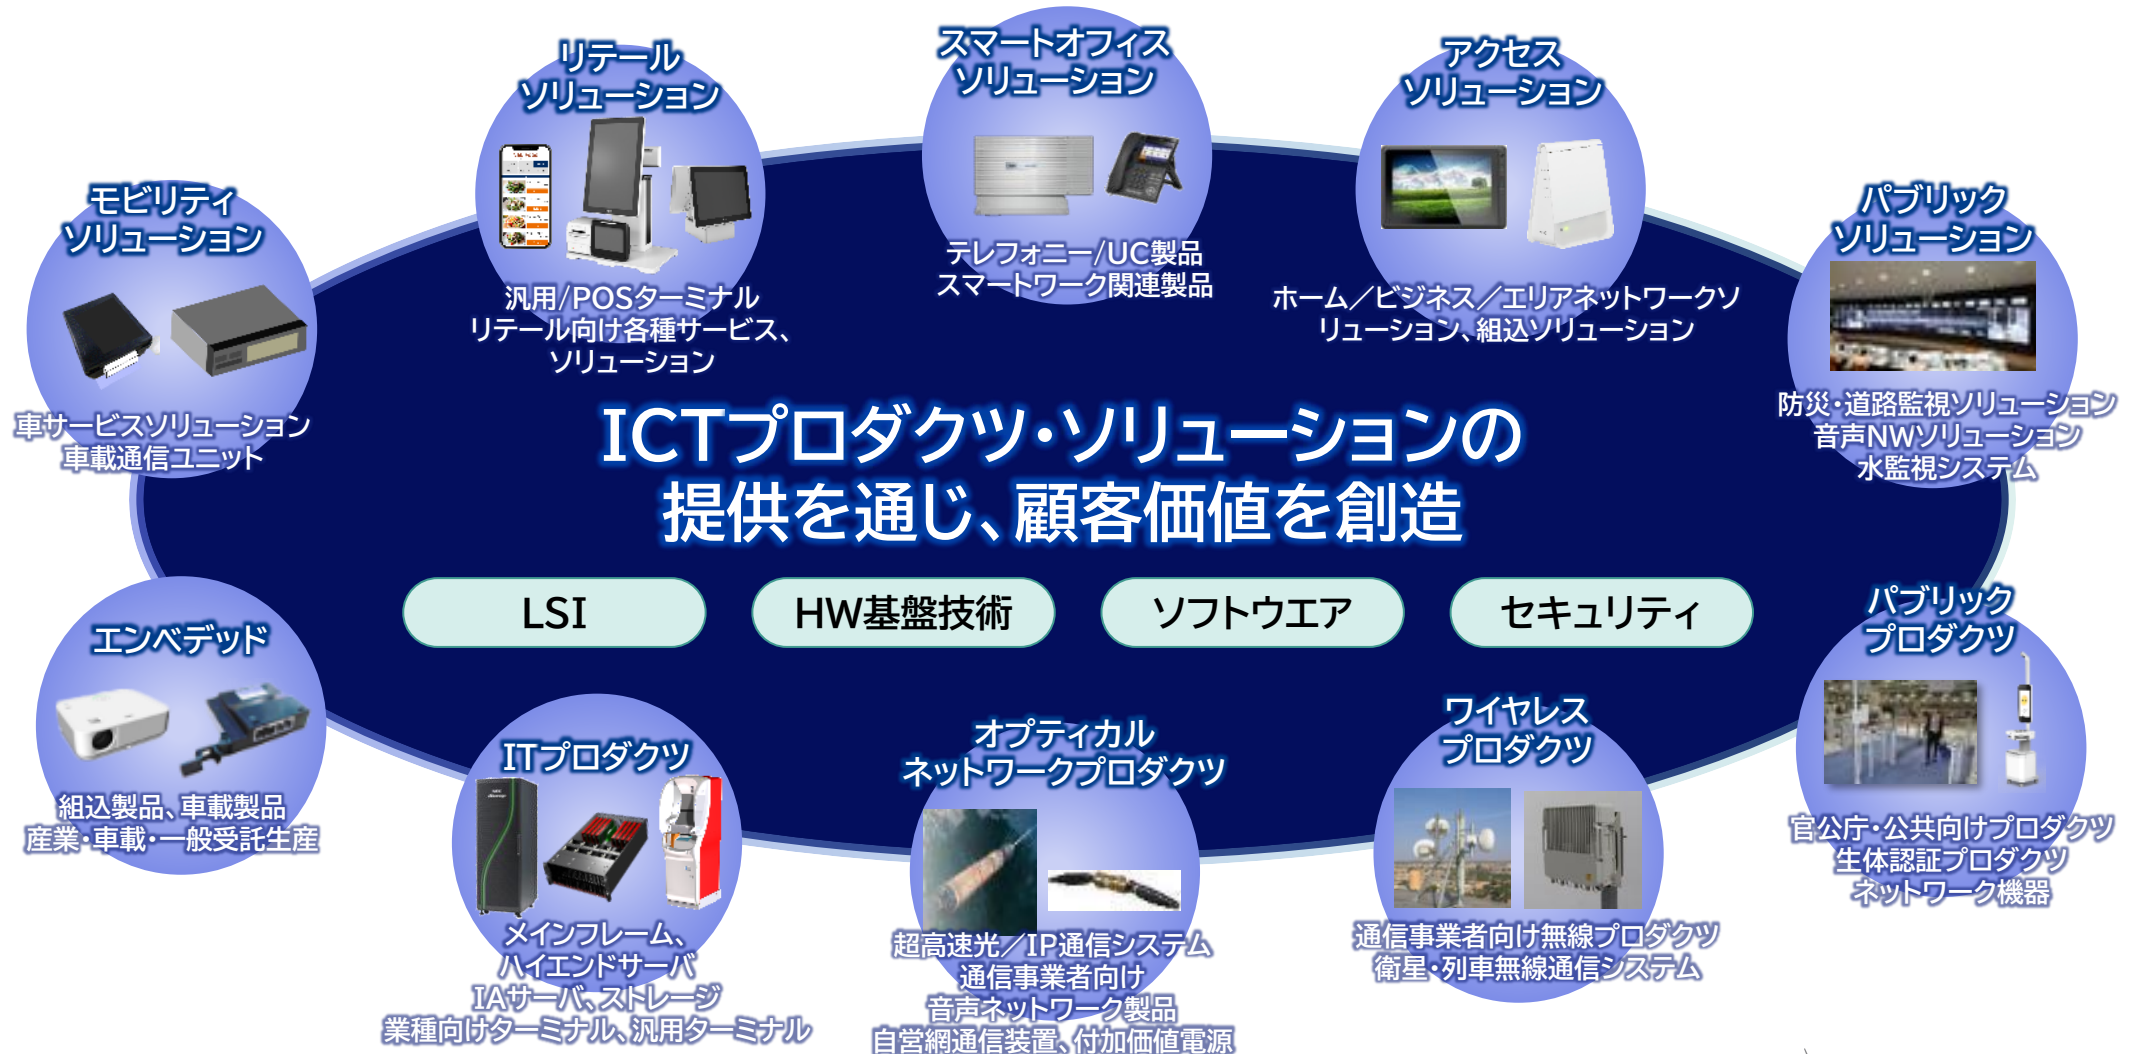 リテール
ソリューション
汎用/POSターミナル
リテール向け各種サービス、
ソリューション
スマートオフィス
ソリューション
テレフォニー/UC製品
スマートワーク関連製品
アクセス
ソリューション
ホーム／ビジネス／エリアネットワークソ
リューション、組込ソリューション
モビリティ
ソリューション
車サービスソリューション
車載通信ユニット
パブリック
ソリューション
防災・道路監視ソリューション
音声NWソリューション
水監視システム
ICTプロダクツ・ソリューションの
提供を通じ、顧客価値を創造
LSI
HW基盤技術
ソフトウエア
セキュリティ
エンベデッド
組込製品、車載製品
産業・車載・一般受託生産
ITプロダクツ
メインフレーム、
ハイエンドサーバ
IAサーバ、ストレージ
業種向けターミナル、汎用ターミナル
オプティカル
ネットワークプロダクツ
超高速光／IP通信システム
通信事業者向け
音声ネットワーク製品
自営網通信装置、付加価値電源
ワイヤレス
プロダクツ
通信事業者向け無線プロダクツ
衛星・列車無線通信システム
パブリック
プロダクツ
官公庁・公共向けプロダクツ
生体認証プロダクツ
ネットワーク機器